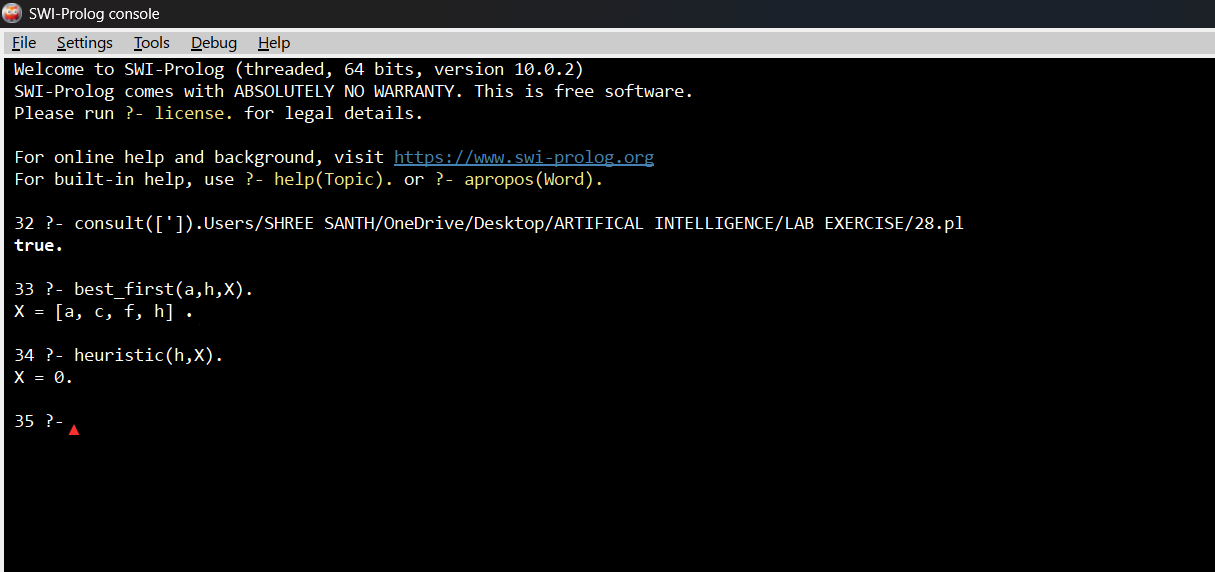 SWI-Prolog console
File Settings Tools Debug Help
Welcome to SWI-Prolog (threaded, 64 bits, version 10.0.2)
SWI-Prolog comes with ABSOLUTELY NO WARRANTY. This is free software.
Please run ?- license. for legal details.
For online help and background, visit https://www.swi-prolog.org
For built-in help, use ?- help(Topic). or ?- apropos(Word).
32 ?- consult([']).Users/SHREE SANTH/OneDrive/Desktop/ARTIFICAL INTELLIGENCE/LAB EXERCISE/28.pl
true.
33 ?- best_first(a,h,X).
X = [a, c, f, h] .
34 ?- heuristic(h,X).
X = 0.
35 ?-